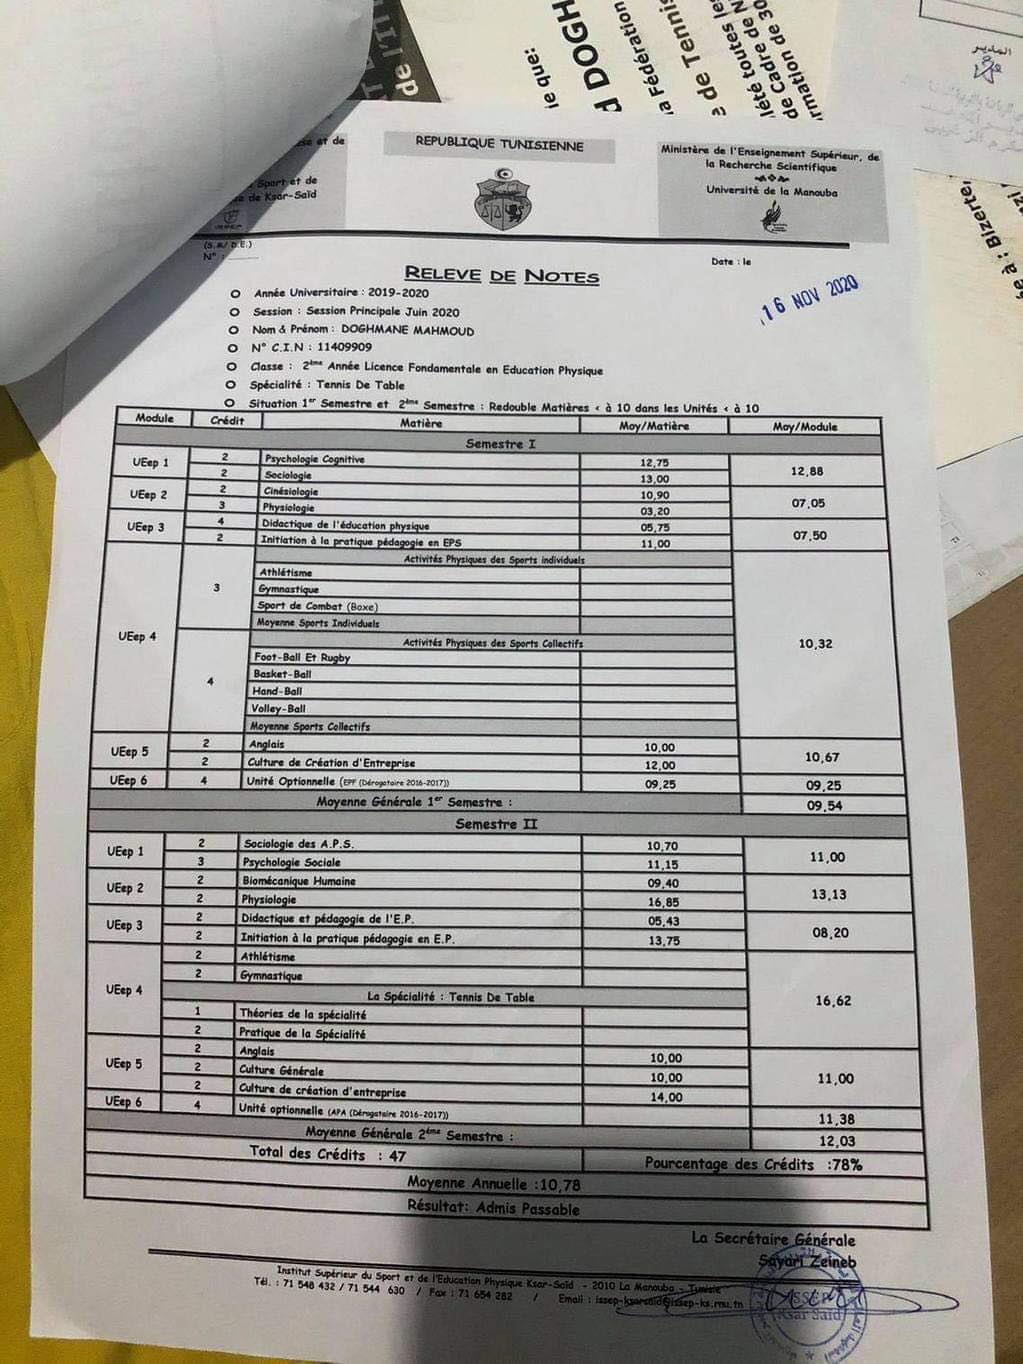 de l'I
ie que:
d DOGH
a Fédération
de Tennis
lété toutes les
de Cadre de N
rmation de 30
المدير
e à : Bizerte
se et de
Sport et de
de Ksar-Saïd
REPUBLIQUE TUNISIENNE
Ministère de l'Enseignement Supérieur, de
la Recherche Scientifique
Université de la Manouba
(S.M/ D.E.)
N° :
Date : le
16 NOV 2020
RELEVE DE NOTES
Année Universitaire : 2019-2020
Session : Session Principale Juin 2020
Nom & Prénom : DOGHMANE MAHMOUD
N° C.I.N : 11409909
Classe : 2ème Année Licence Fondamentale en Education Physique
Spécialité : Tennis De Table
Situation 1er Semestre et 2ème Semestre : Redouble Matières < à 10 dans les Unités < à 10
Module Crédit Matière Moy/Matière Moy/Module
Semestre I
UEep 1 2 Psychologie Cognitive 12,75 12,88
2 Sociologie 13,00
UEep 2 2 Cinésiologie 10,90 07,05
3 Physiologie 03,20
UEep 3 4 Didactique de l'éducation physique 05,75 07,50
2 Initiation à la pratique pédagogie en EPS 11,00
UEep 4 3 Activités Physiques des Sports individuels 10,32
Athlétisme
Gymnastique
Sport de Combat (Boxe)
Moyenne Sports Individuels
4 Activités Physiques des Sports Collectifs
Foot-Ball Et Rugby
Basket-Ball
Hand-Ball
Volley-Ball
Moyenne Sports Collectifs
UEep 5 2 Anglais 10,00 10,67
2 Culture de Création d'Entreprise 12,00
UEep 6 4 Unité Optionnelle (EPF (Dérogatoire 2016-2017)) 09,25 09,25
Moyenne Générale 1er Semestre : 09,54
Semestre II
UEep 1 2 Sociologie des A.P.S. 10,70 11,00
3 Psychologie Sociale 11,15
UEep 2 2 Biomécanique Humaine 09,40 13,13
2 Physiologie 16,85
UEep 3 2 Didactique et pédagogie de l'E.P. 05,43 08,20
2 Initiation à la pratique pédagogie en E.P. 13,75
UEep 4 2 Athlétisme 16,62
2 Gymnastique
La Spécialité : Tennis De Table
1 Théories de la spécialité
2 Pratique de la Spécialité
UEep 5 2 Anglais 10,00 11,00
2 Culture Générale 10,00
2 Culture de création d'entreprise 14,00
UEep 6 4 Unité optionnelle (APA (Dérogatoire 2016-2017)) 11,38
Moyenne Générale 2ème Semestre : 12,03
Total des Crédits : 47 Pourcentage des Crédits :78%
Moyenne Annuelle :10,78
Résultat: Admis Passable
La Secrétaire Générale
Sayari Zeineb
ISSEP
Ksar Saïd
Institut Supérieur du Sport et de l'Education Physique Ksar-Saïd - 2010 La Manouba - Tunisie
Tél. : 71 548 432 / 71 544 630 / Fax : 71 654 282 / Email : issep-ksarsaid@issep-ks.rnu.tn